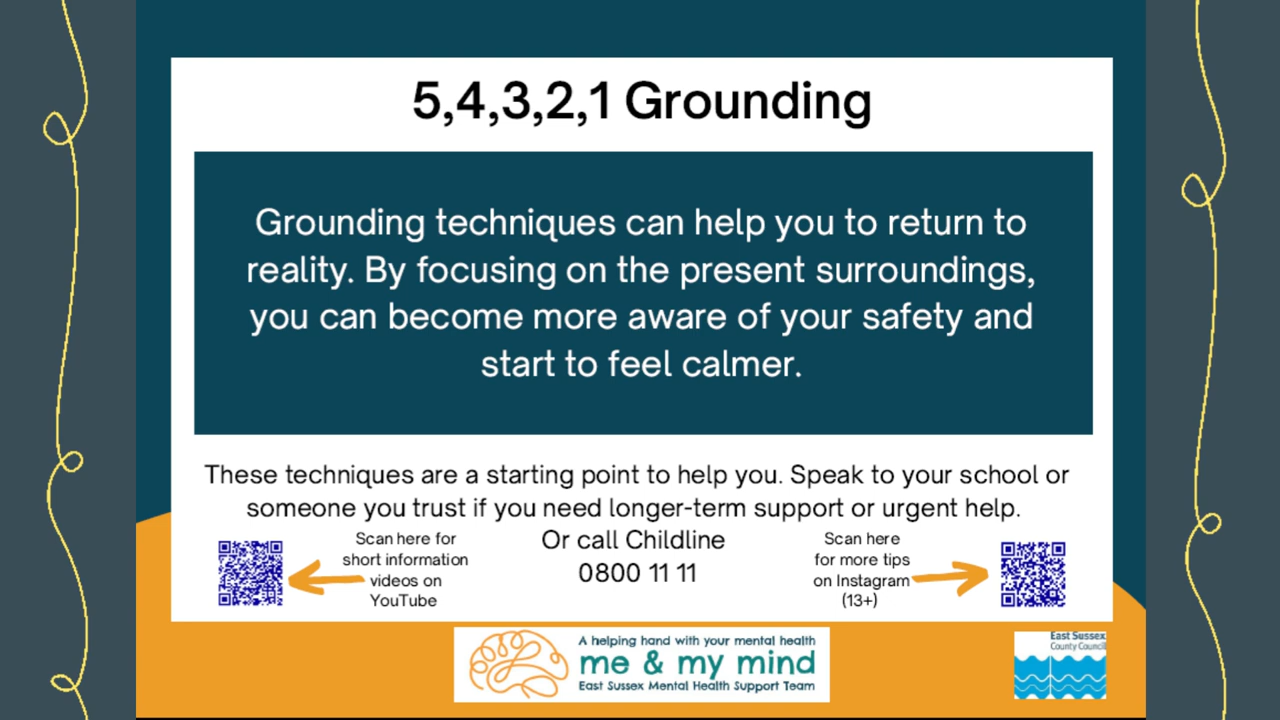 5,4,3,2,1 Grounding
Grounding techniques can help you to return to
reality. By focusing on the present surroundings,
you can become more aware of your safety and
start to feel calmer.
These techniques are a starting point to help you. Speak to your school or
someone you trust if you need longer-term support or urgent help.
Or call Childline
0800 11 11
Scan here for
short information
videos on
YouTube
Scan here
for more tips
on Instagram
(13+)
A helping hand with your mental health
me & my mind
East Sussex Mental Health Support Team
East Sussex
County Council